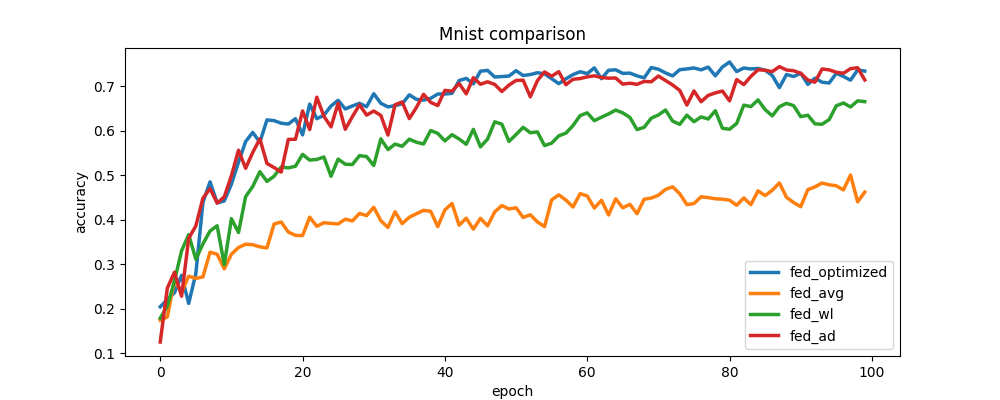 Mnist comparison
accuracy
0.7
0.6
0.5
0.4
0.3
0.2
0.1
0 20 40 60 80 100
epoch
fed_optimized
fed_avg
fed_wl
fed_ad